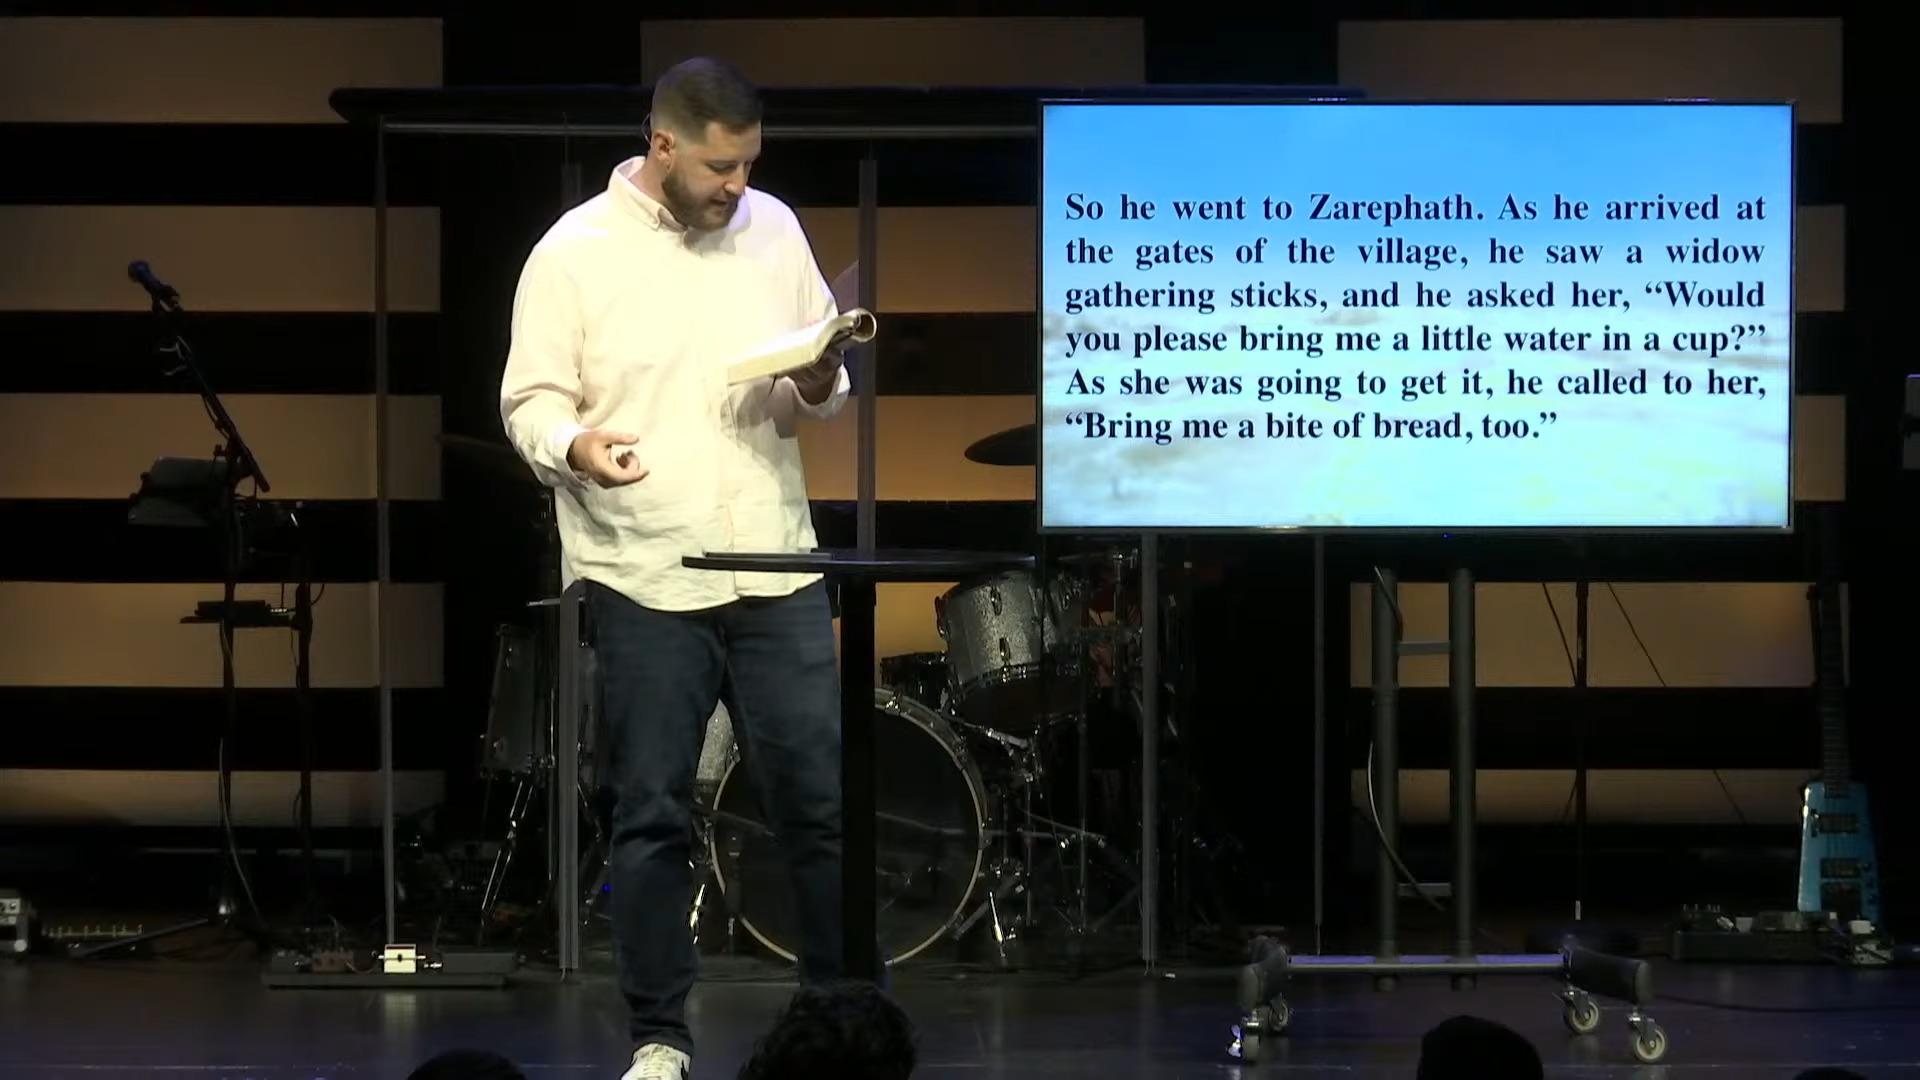 So he went to Zarephath. As he arrived at
the gates of the village, he saw a widow
gathering sticks, and he asked her, “Would
you please bring me a little water in a cup?”
As she was going to get it, he called to her,
“Bring me a bite of bread, too.”